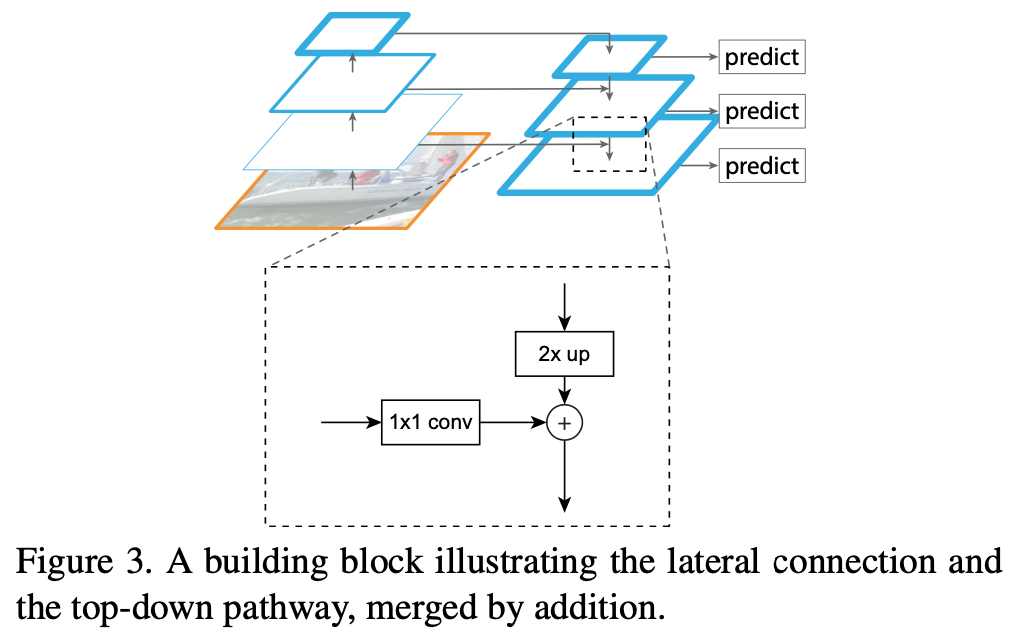 predict
predict
predict
2x up
1x1 conv
+
Figure 3. A building block illustrating the lateral connection and
the top-down pathway, merged by addition.